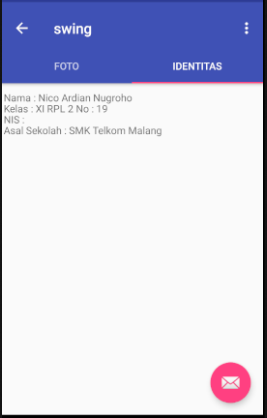 swing
FOTO
IDENTITAS
Nama : Nico Ardian Nugroho
Kelas : XI RPL 2 No : 19
NIS :
Asal Sekolah : SMK Telkom Malang